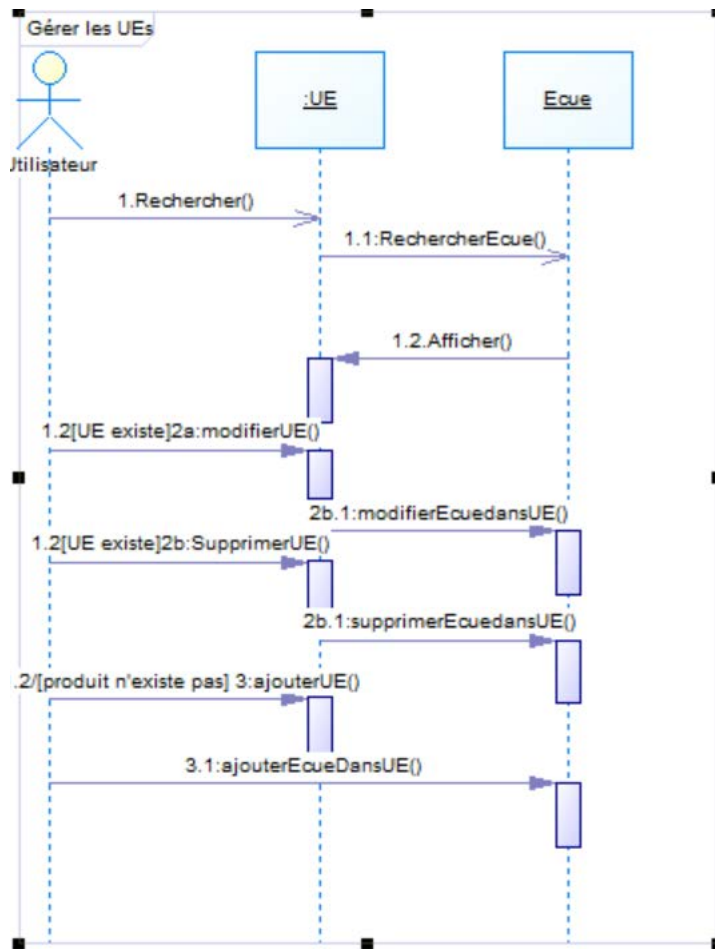 Gérer les UEs
:UE
Ecue
Utilisateur
1.Rechercher()
1.1:RechercherEcue()
1.2.Afficher()
1.2[UE existe]2a:modifierUE()
2b.1:modifierEcuedansUE()
1.2[UE existe]2b:SupprimerUE()
2b.1:supprimerEcuedansUE()
.2/[produit n'existe pas] 3:ajouterUE()
3.1:ajouterEcueDansUE()